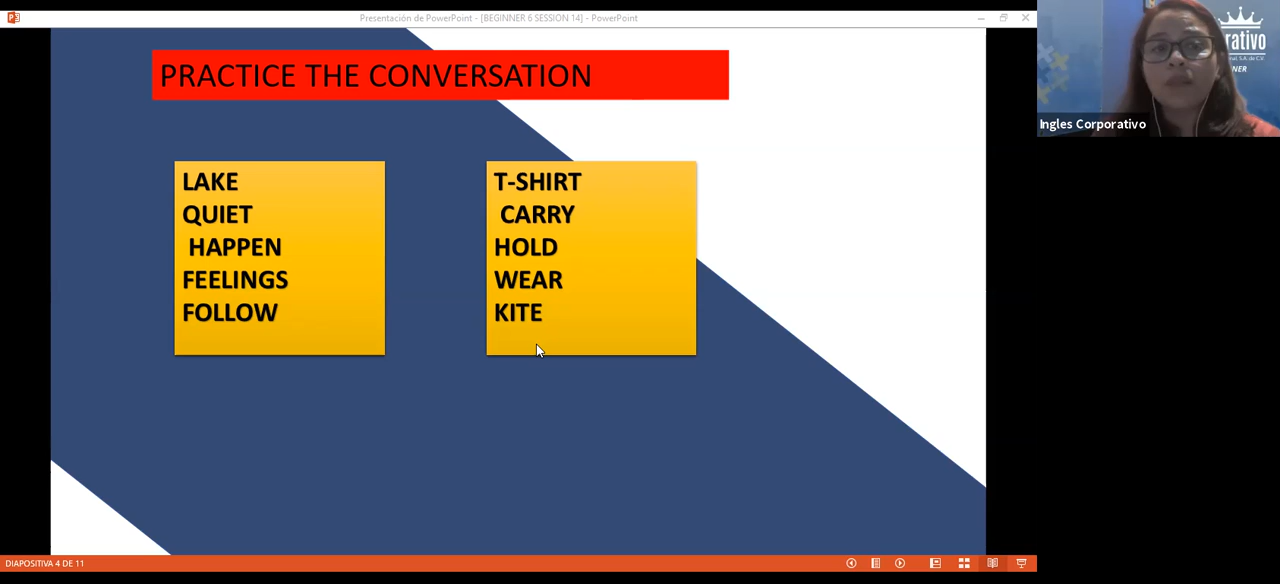 Presentación de PowerPoint - [BEGINNER 6 SESSION 14] - PowerPoint
PRACTICE THE CONVERSATION
LAKE
QUIET
HAPPEN
FEELINGS
FOLLOW
T-SHIRT
CARRY
HOLD
WEAR
KITE
rativo
NER
Ingles Corporativo
DIAPOSITIVA 4 DE 11